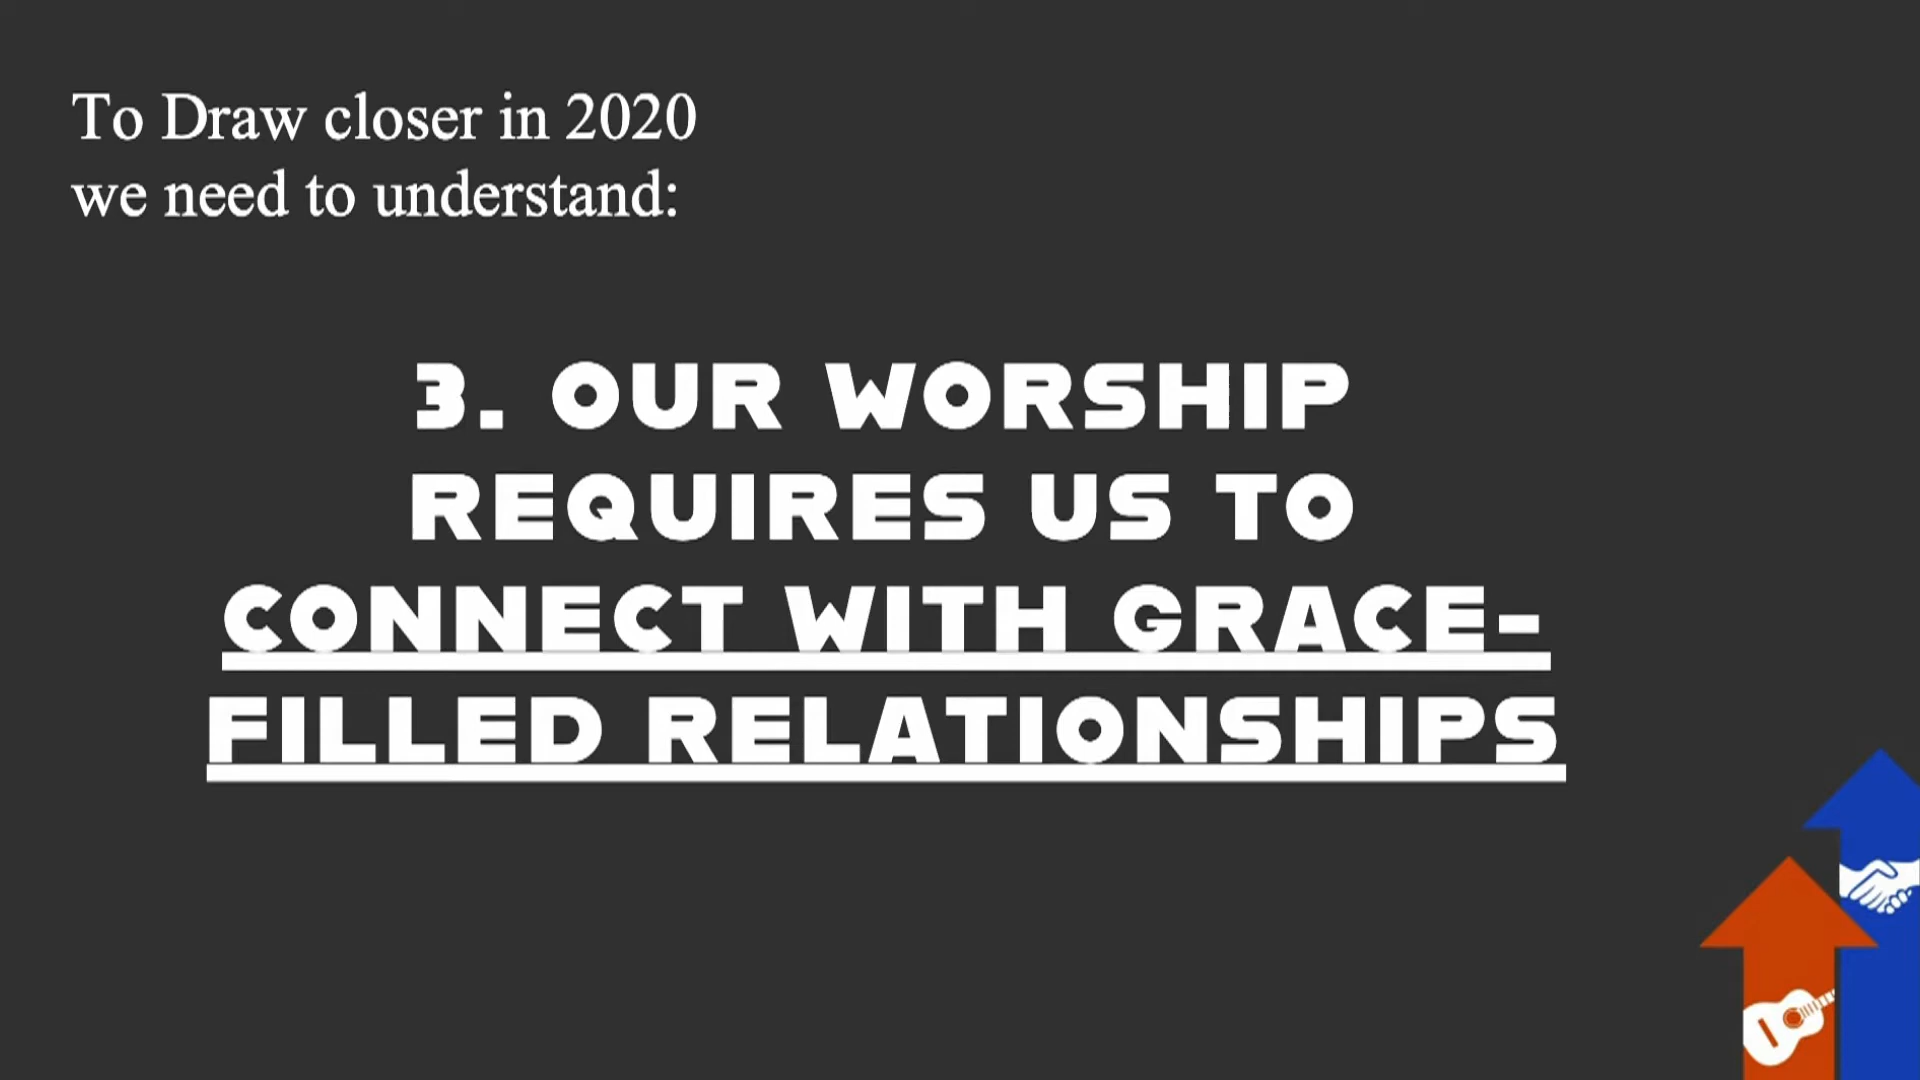 To Draw closer in 2020
we need to understand:
3. OUR WORSHIP
REQUIRES US TO
CONNECT WITH GRACE-
FILLED RELATIONSHIPS